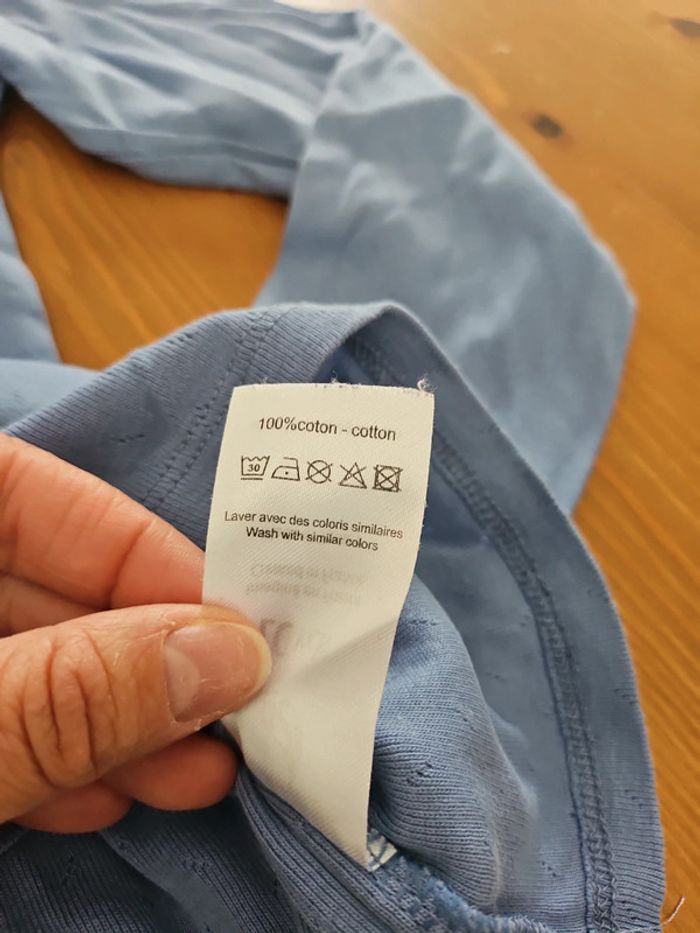 100%coton - cotton
30
Laver avec des coloris similaires
Wash with similar colors